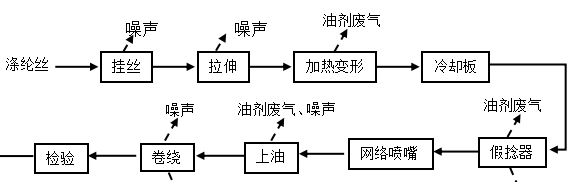 油剂废气
噪声 噪声
涤纶丝 挂丝 拉伸 加热变形 冷却板
噪声 油剂废气、噪声 油剂废气
检验 卷绕 上油 网络喷嘴 假捻器